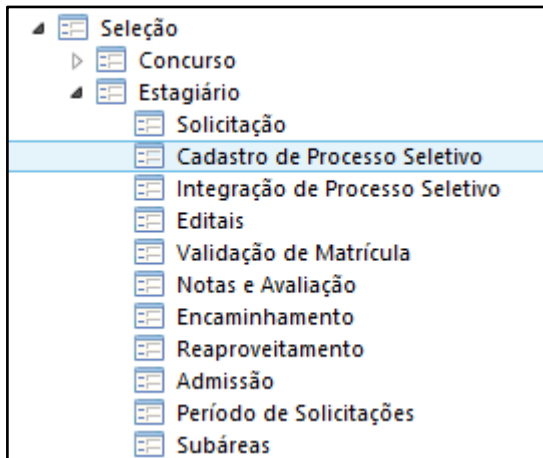 Seleção
Concurso
Estagiário
Solicitação
Cadastro de Processo Seletivo
Integração de Processo Seletivo
Editais
Validação de Matrícula
Notas e Avaliação
Encaminhamento
Reaproveitamento
Admissão
Período de Solicitações
Subáreas